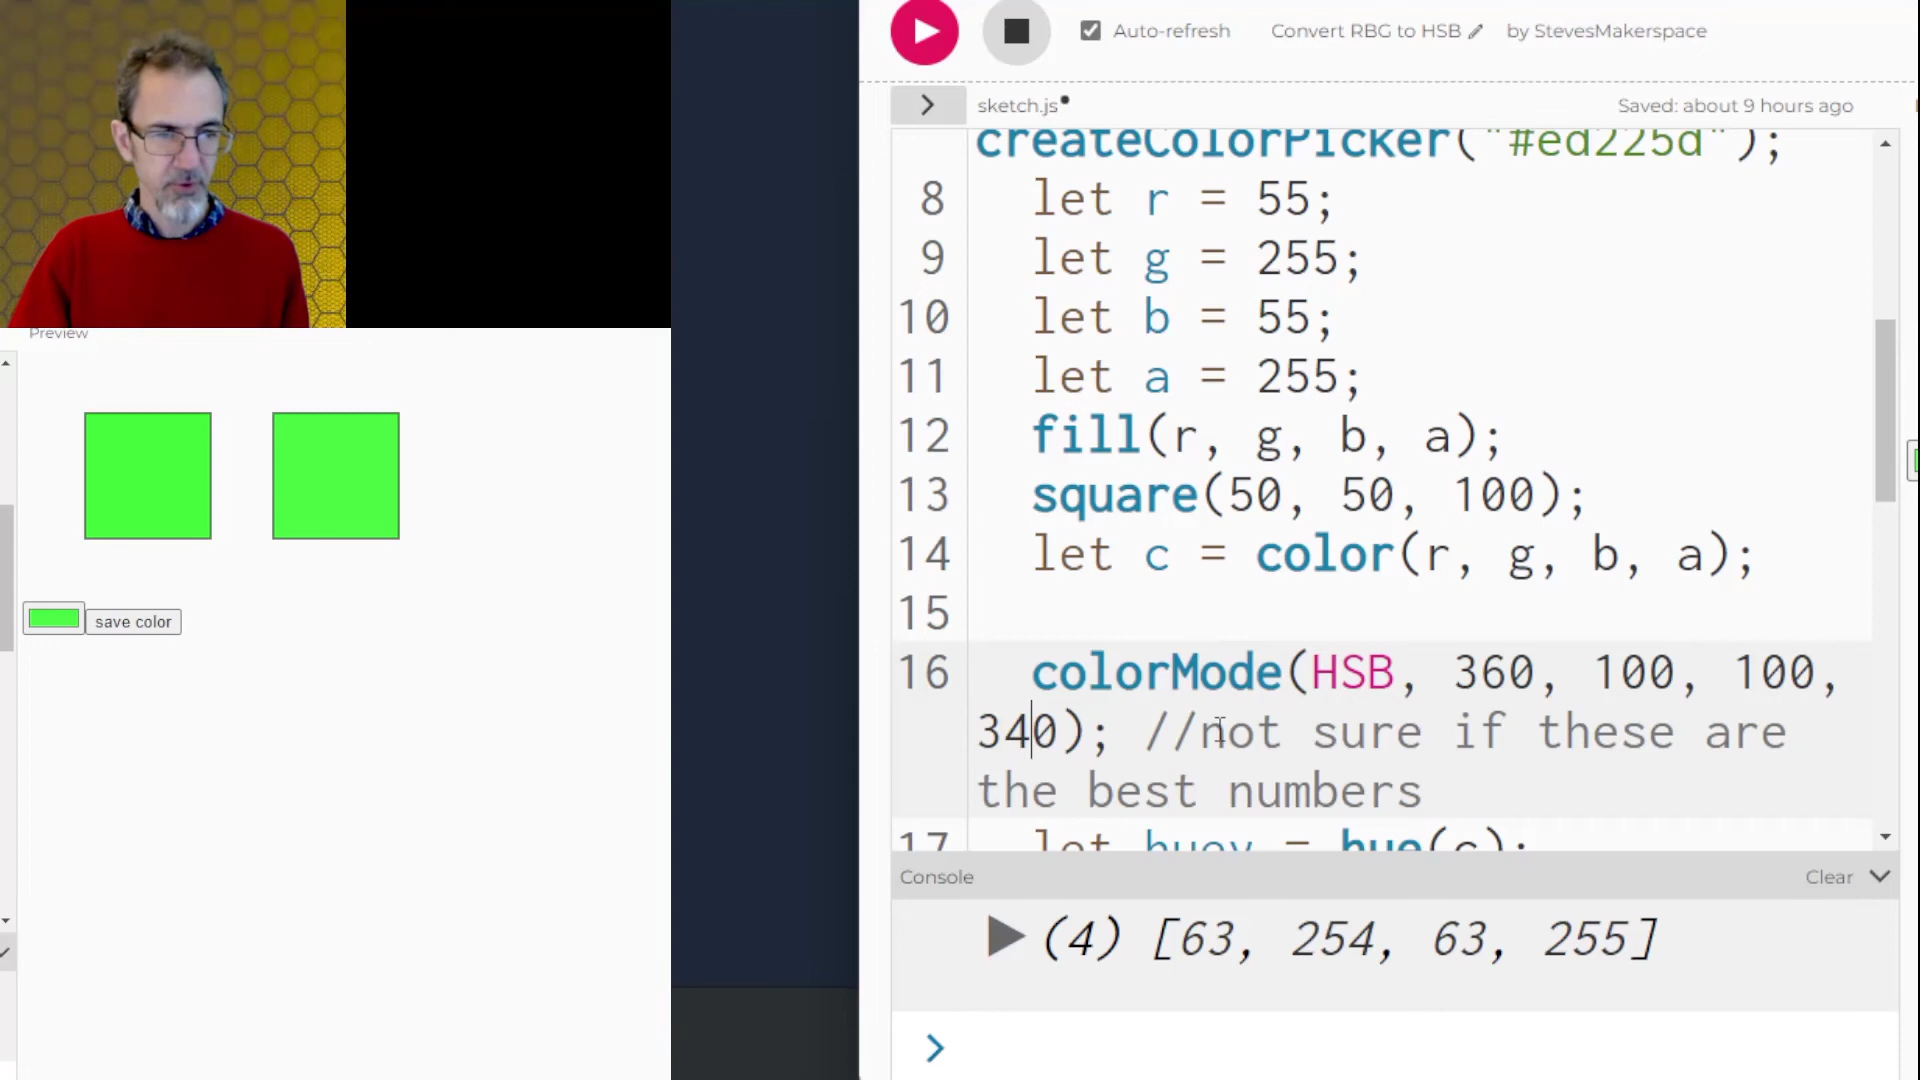 Auto-refresh
Convert RBG to HSB
by StevesMakerspace
sketch.js
Saved: about 9 hours ago
createColorPicker("#ed225d");
8 let r = 55;
9 let g = 255;
10 let b = 55;
11 let a = 255;
12 fill(r, g, b, a);
13 square(50, 50, 100);
14 let c = color(r, g, b, a);
15
16 colorMode(HSB, 360, 100, 100,
340); //not sure if these are
the best numbers
17 let huey = hue(c);
Console
Clear
(4) [63, 254, 63, 255]
Preview
save color